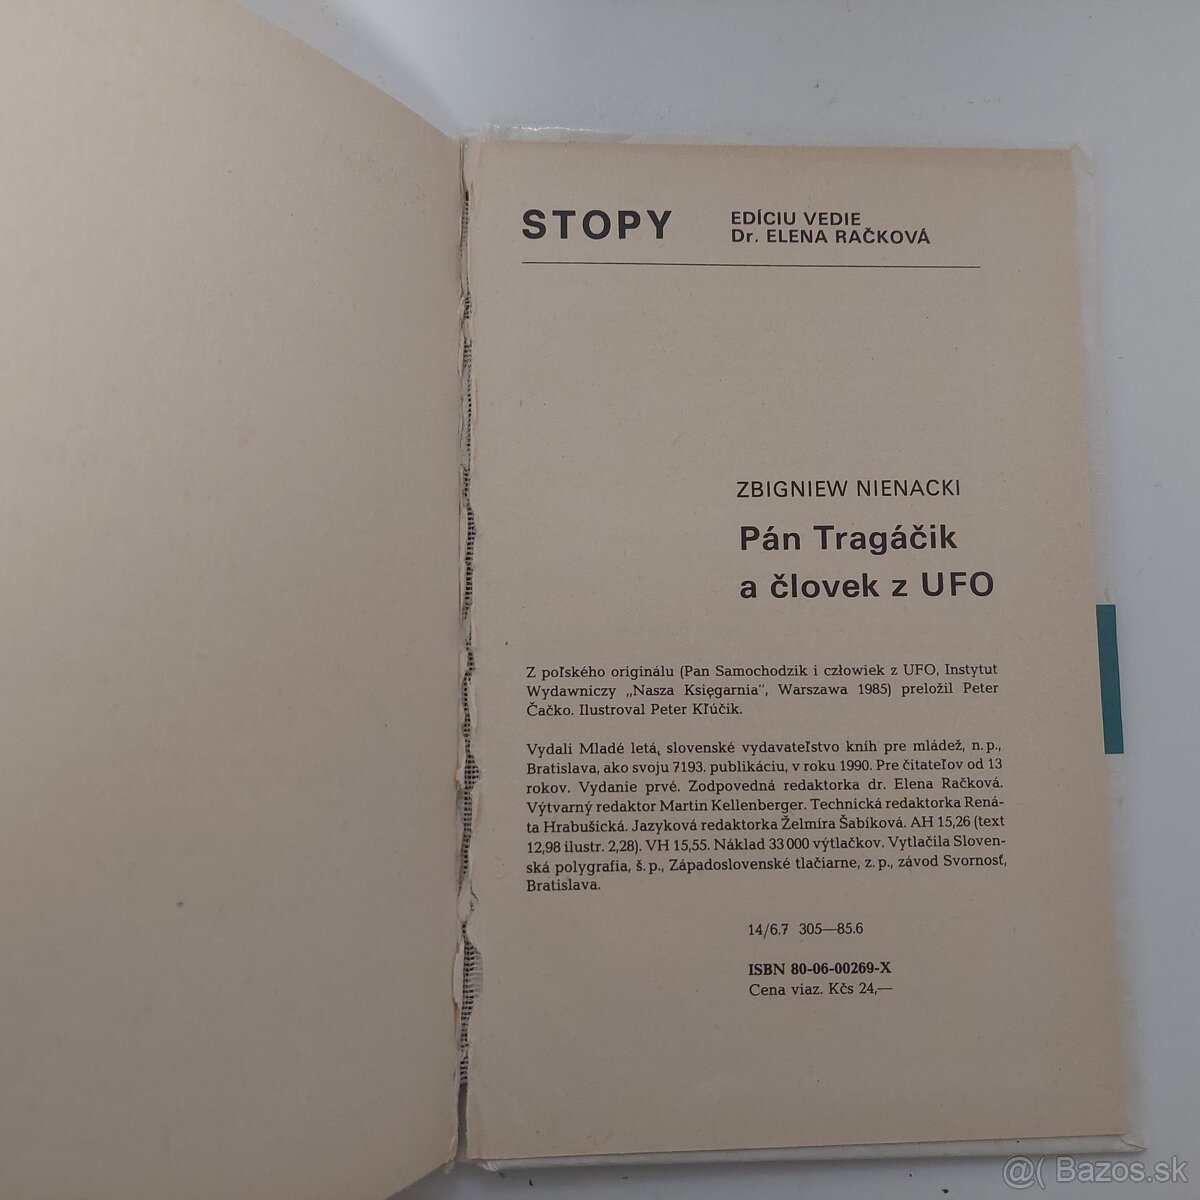 STOPY
EDÍCIU VEDIE
Dr. ELENA RAČKOVÁ
ZBIGNIEW NIENACKI
Pán Tragáčik
a človek z UFO
Z poľského originálu (Pan Samochodzik i człowiek z UFO, Instytut
Wydawniczy „Nasza Księgarnia“, Warszawa 1985) preložil Peter
Čačko. Ilustroval Peter Kľúčik.
Vydali Mladé letá, slovenské vydavateľstvo kníh pre mládež, n. p.,
Bratislava, ako svoju 7193. publikáciu, v roku 1990. Pre čitateľov od 13
rokov. Vydanie prvé. Zodpovedná redaktorka dr. Elena Račková.
Výtvarný redaktor Martin Kellenberger. Technická redaktorka Rená-
ta Hrabušická. Jazyková redaktorka Želmíra Šabíková. AH 15,26 (text
12,98 ilustr. 2,28). VH 15,55. Náklad 33 000 výtlačkov. Vytlačila Sloven-
ská polygrafia, š. p., Západoslovenské tlačiarne, z. p., závod Svornosť,
Bratislava.
14/6.7 305—85.6
ISBN 80-06-00269-X
Cena viaz. Kčs 24,—
@( Bazos.sk